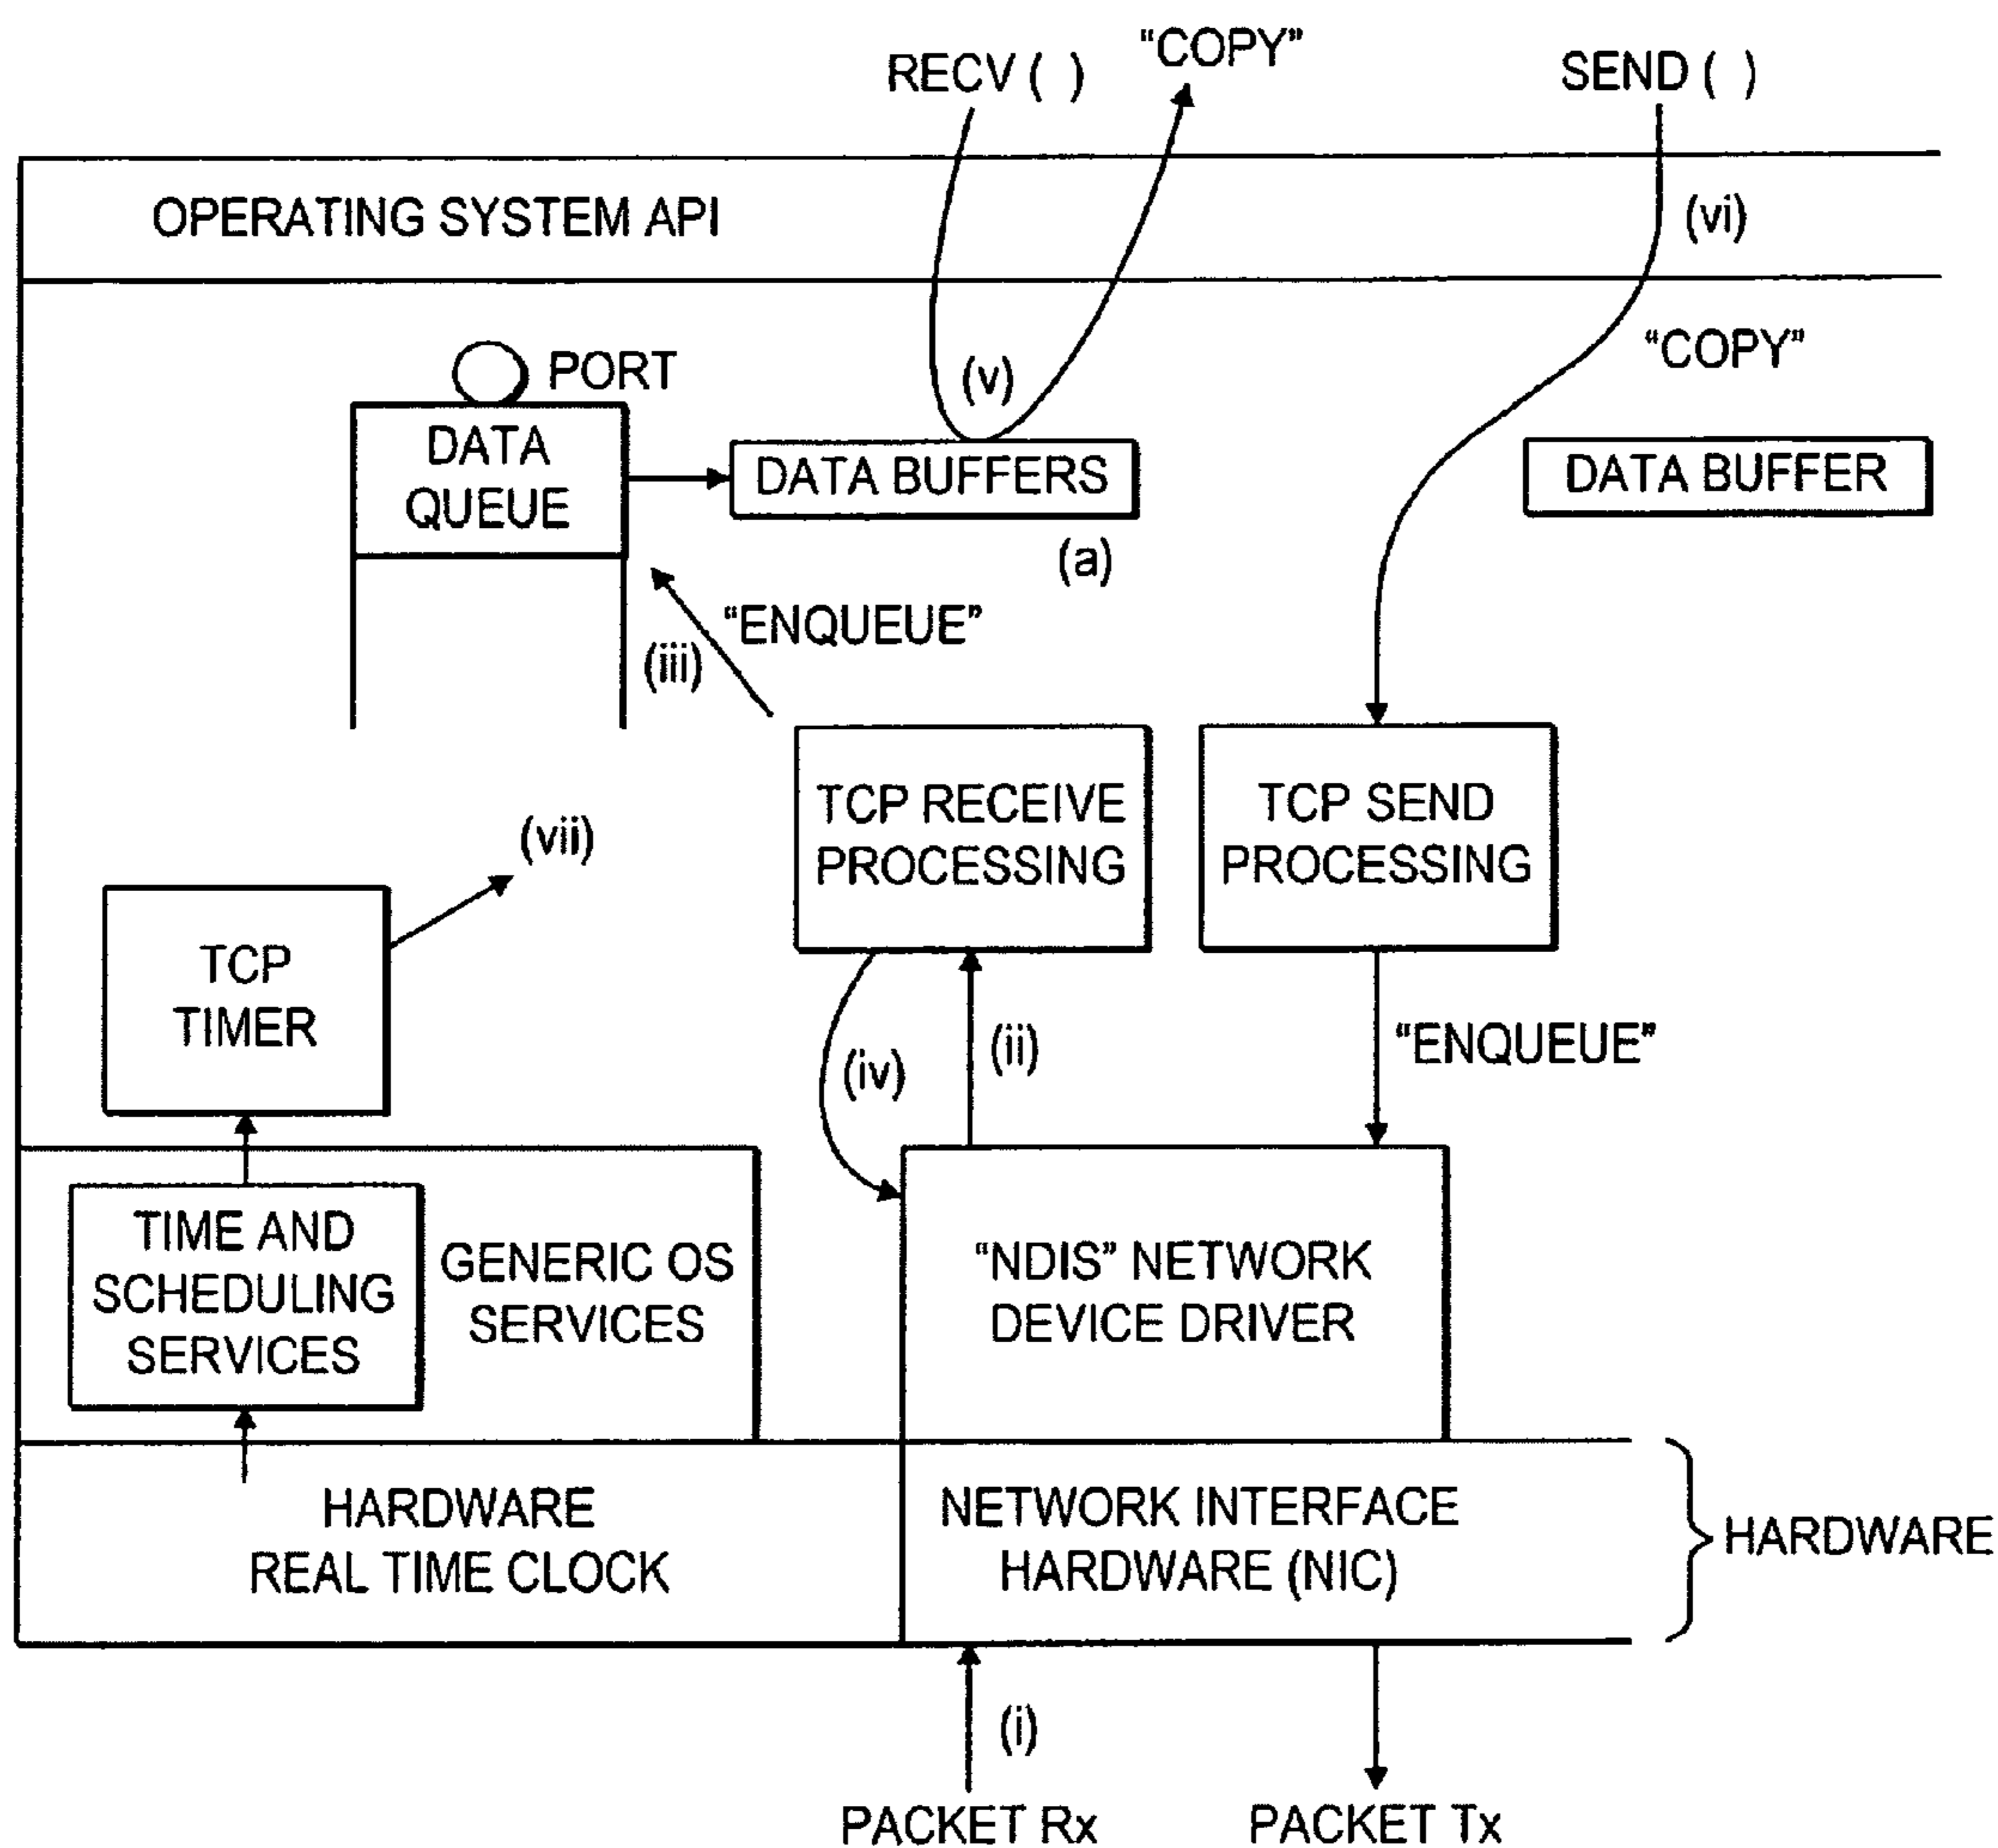 RECV ( )
"COPY"
SEND ( )
OPERATING SYSTEM API
(vi)
"COPY"
PORT
(v)
DATA
QUEUE
DATA BUFFERS
DATA BUFFER
(a)
"ENQUEUE"
(iii)
TCP RECEIVE
PROCESSING
TCP SEND
PROCESSING
(vii)
TCP
TIMER
(iv)
(ii)
"ENQUEUE"
TIME AND
SCHEDULING
SERVICES
GENERIC OS
SERVICES
"NDIS" NETWORK
DEVICE DRIVER
HARDWARE
REAL TIME CLOCK
NETWORK INTERFACE
HARDWARE (NIC)
HARDWARE
(i)
PACKET Rx
PACKET Tx